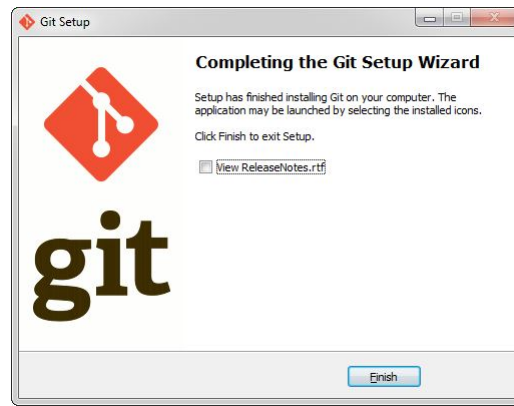 Git Setup
Completing the Git Setup Wizard
Setup has finished installing Git on your computer. The
application may be launched by selecting the installed icons.
Click Finish to exit Setup.
View ReleaseNotes.rtf
git
Finish